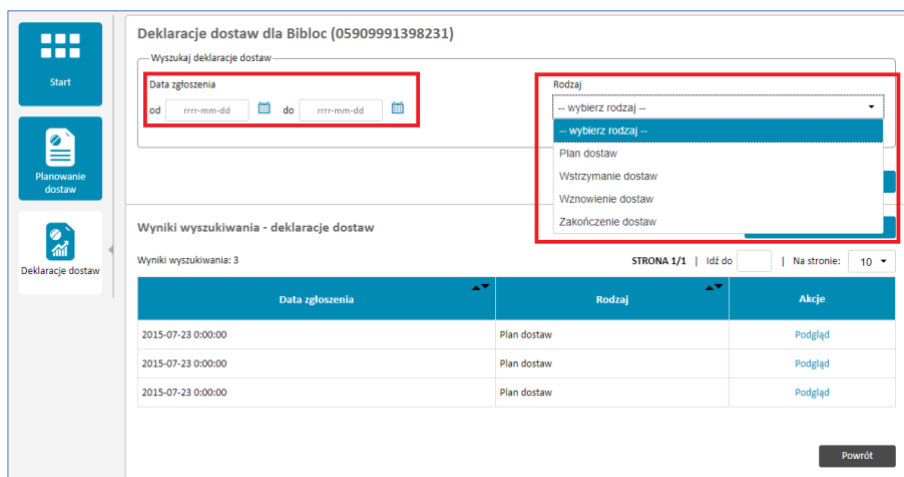 Start
Planowanie
dostaw
Deklaracje dostaw
Deklaracje dostaw dla Bibloc (05909991398231)
Wyszukaj deklaracje dostaw
Data zgłoszenia
od rrrr-mm-dd do rrrr-mm-dd
Rodzaj
-- wybierz rodzaj --
-- wybierz rodzaj --
Plan dostaw
Wstrzymanie dostaw
Wznowienie dostaw
Zakończenie dostaw
Wyniki wyszukiwania - deklaracje dostaw
Wyniki wyszukiwania: 3 STRONA 1/1 | Idź do | Na stronie: 10
Data zgłoszenia Rodzaj Akcje
2015-07-23 0:00:00 Plan dostaw Podgląd
2015-07-23 0:00:00 Plan dostaw Podgląd
2015-07-23 0:00:00 Plan dostaw Podgląd
Powrót